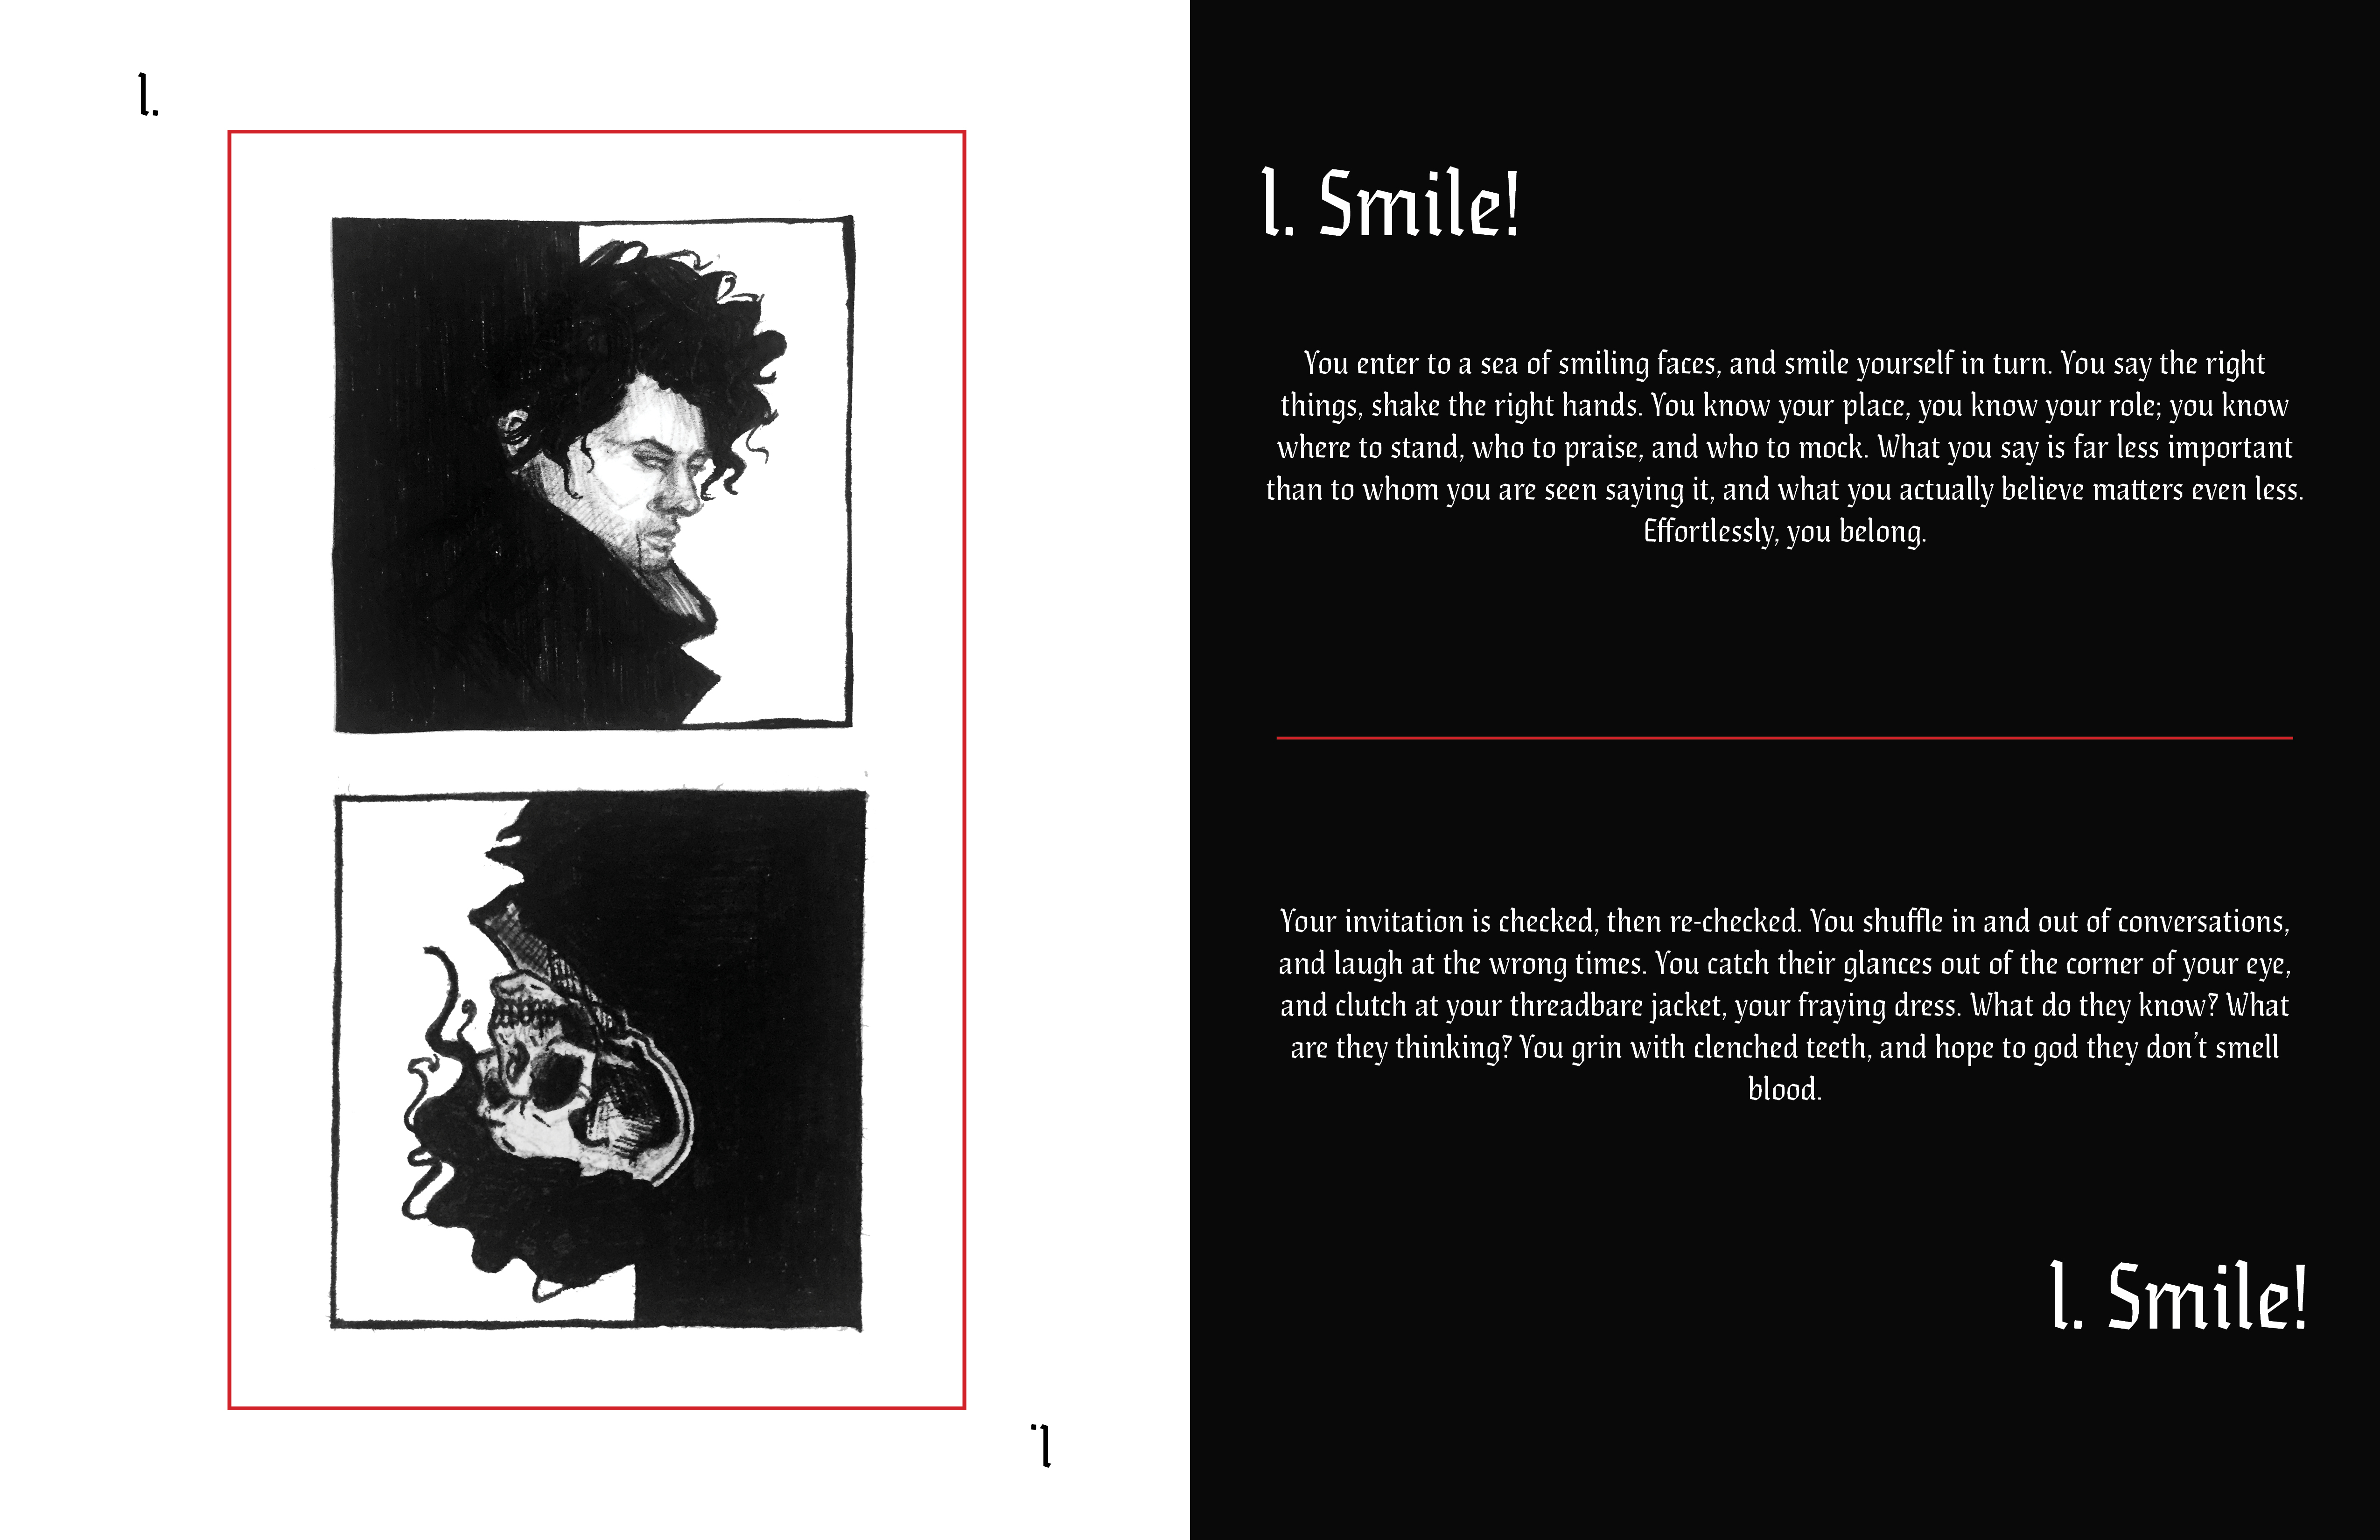 1.
1. Smile!
You enter to a sea of smiling faces, and smile yourself in turn. You say the right
things, shake the right hands. You know your place, you know your role; you know
where to stand, who to praise, and who to mock. What you say is far less important
than to whom you are seen saying it, and what you actually believe matters even less.
Effortlessly, you belong.
Your invitation is checked, then re-checked. You shuffle in and out of conversations,
and laugh at the wrong times. You catch their glances out of the corner of your eye,
and clutch at your threadbare jacket, your fraying dress. What do they know? What
are they thinking? You grin with clenched teeth, and hope to god they don't smell
blood.
1. Smile!
1.